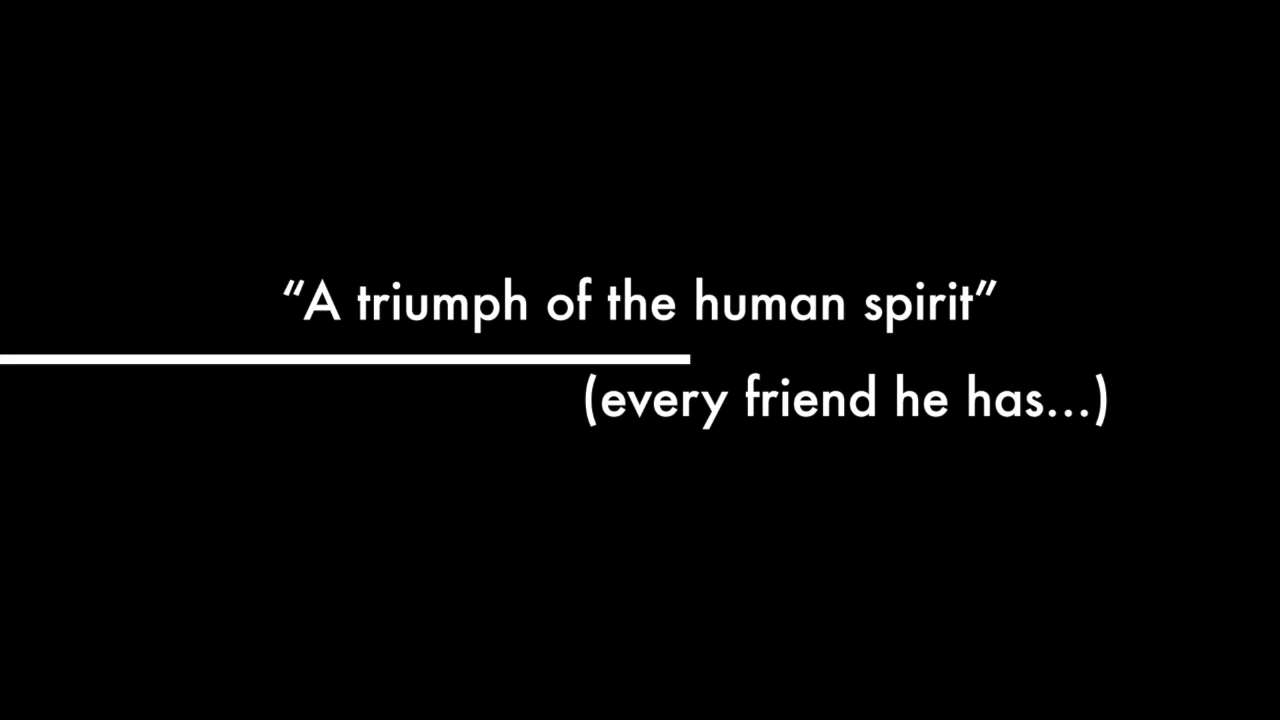 “A triumph of the human spirit”
(every friend he has...)